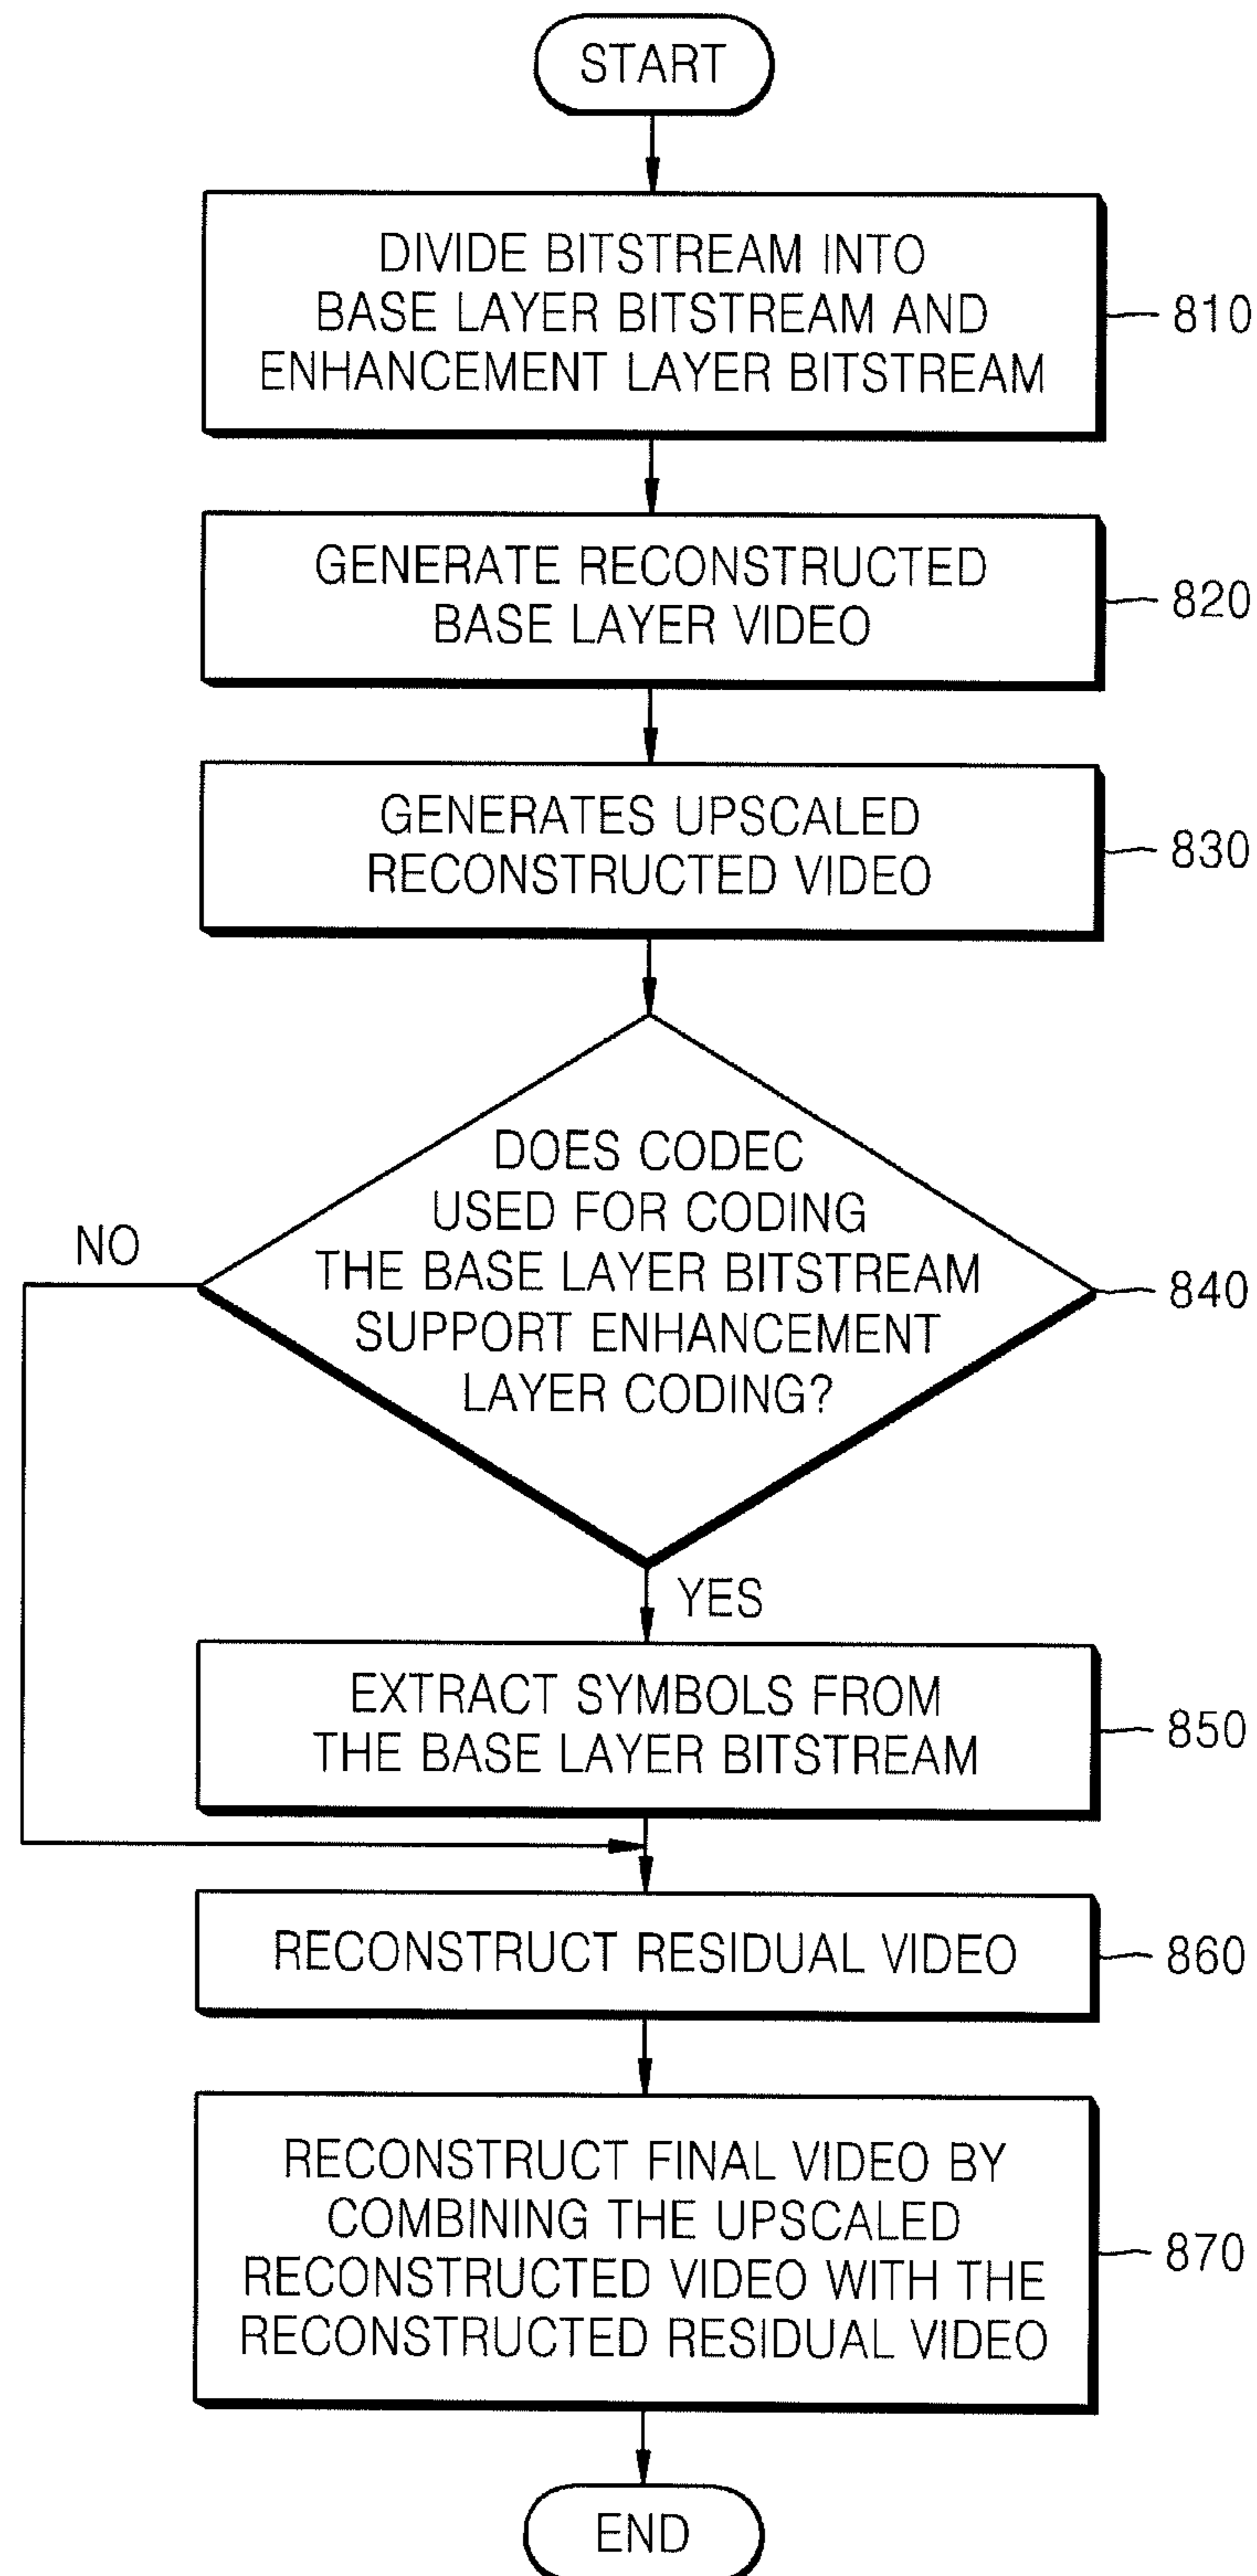 START
DIVIDE BITSTREAM INTO
BASE LAYER BITSTREAM AND
ENHANCEMENT LAYER BITSTREAM
810
GENERATE RECONSTRUCTED
BASE LAYER VIDEO
820
GENERATES UPSCALED
RECONSTRUCTED VIDEO
830
DOES CODEC
USED FOR CODING
THE BASE LAYER BITSTREAM
SUPPORT ENHANCEMENT
LAYER CODING?
NO
840
YES
EXTRACT SYMBOLS FROM
THE BASE LAYER BITSTREAM
850
RECONSTRUCT RESIDUAL VIDEO
860
RECONSTRUCT FINAL VIDEO BY
COMBINING THE UPSCALED
RECONSTRUCTED VIDEO WITH THE
RECONSTRUCTED RESIDUAL VIDEO
870
END